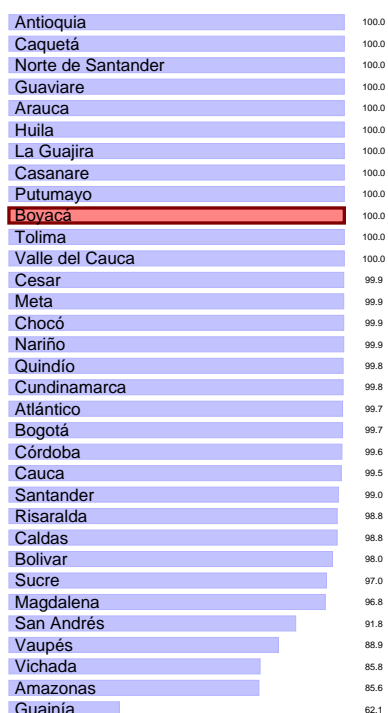 Antioquia 100.0
Caquetá 100.0
Norte de Santander 100.0
Guaviare 100.0
Arauca 100.0
Huila 100.0
La Guajira 100.0
Casanare 100.0
Putumayo 100.0
Boyacá 100.0
Tolima 100.0
Valle del Cauca 100.0
Cesar 99.9
Meta 99.9
Chocó 99.9
Nariño 99.9
Quindío 99.8
Cundinamarca 99.8
Atlántico 99.7
Bogotá 99.7
Córdoba 99.6
Cauca 99.5
Santander 99.0
Risaralda 98.8
Caldas 98.8
Bolivar 98.0
Sucre 97.0
Magdalena 96.8
San Andrés 91.8
Vaupés 88.9
Vichada 85.8
Amazonas 85.6
Guainía 62.1